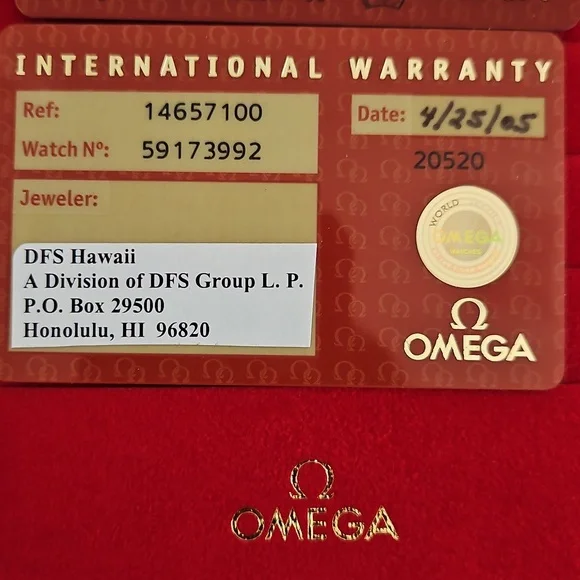 INTERNATIONAL WARRANTY
Ref: 14657100
Watch Nº: 59173992
Date: 4/25/05
20520
Jeweler:
DFS Hawaii
A Division of DFS Group L. P.
P.O. Box 29500
Honolulu, HI 96820
WORLD
OMEGA
Ω
OMEGA
Ω
OMEGA